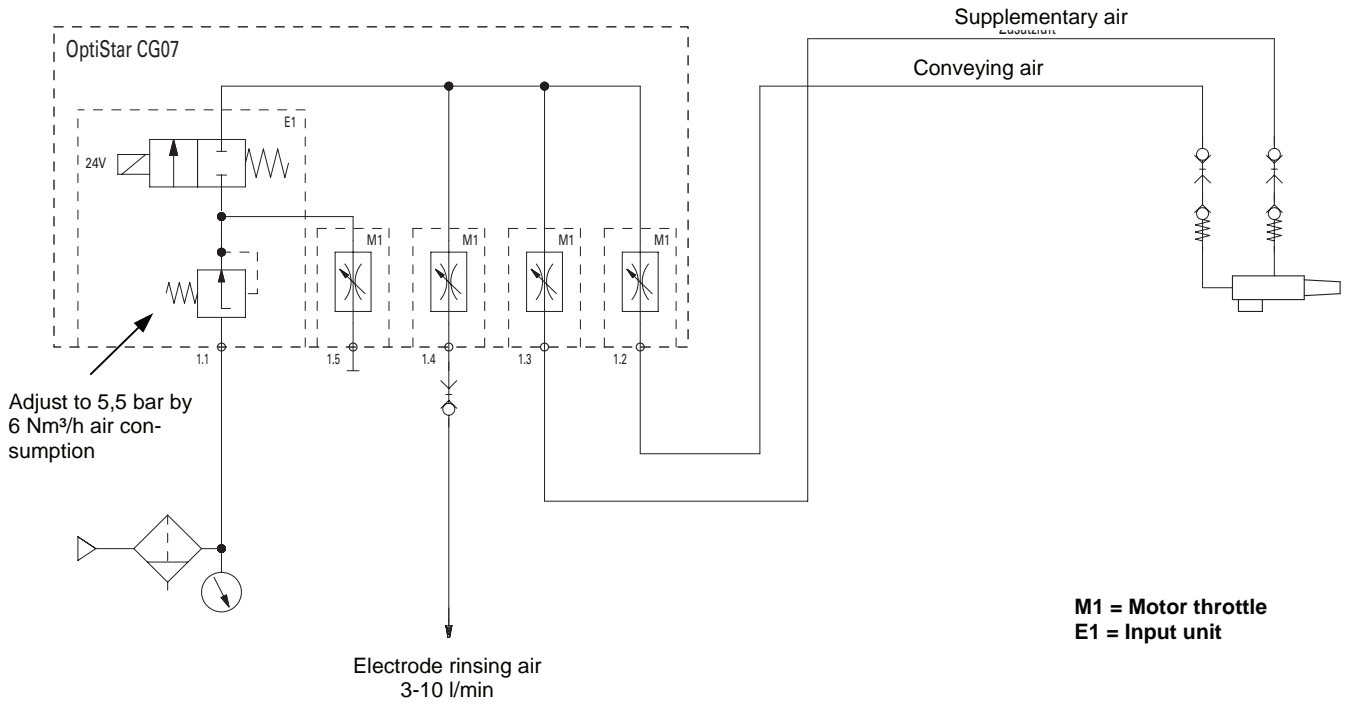 Supplementary air
OptiStar CG07
Conveying air
E1
24V
M1
M1
M1
M1
1.1
1.5
1.4
1.3
1.2
Adjust to 5,5 bar by
6 Nm³/h air con-
sumption
M1 = Motor throttle
E1 = Input unit
Electrode rinsing air
3-10 l/min